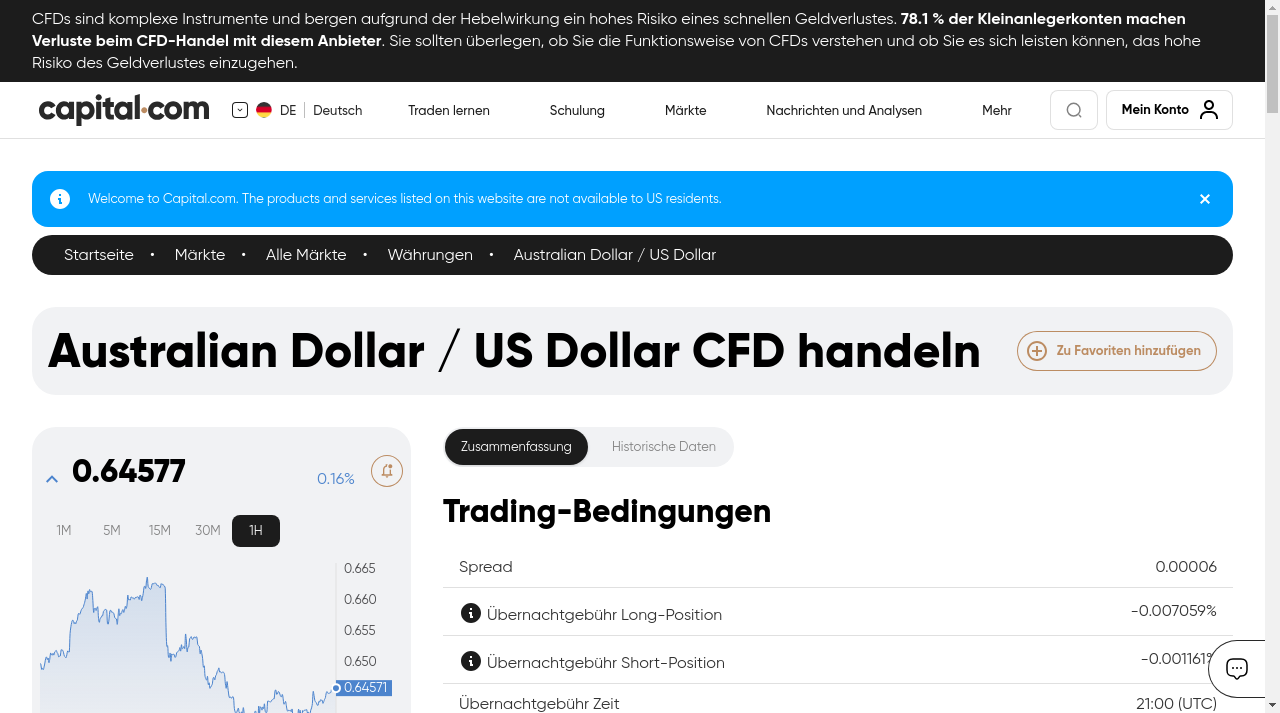 CFDs sind komplexe Instrumente und bergen aufgrund der Hebelwirkung ein hohes Risiko eines schnellen Geldverlustes. 78.1 % der Kleinanlegerkonten machen
Verluste beim CFD-Handel mit diesem Anbieter. Sie sollten überlegen, ob Sie die Funktionsweise von CFDs verstehen und ob Sie es sich leisten können, das hohe
Risiko des Geldverlustes einzugehen.
capital.com DE Deutsch Traden lernen Schulung Märkte Nachrichten und Analysen Mehr Mein Konto
Welcome to Capital.com. The products and services listed on this website are not available to US residents.
Startseite • Märkte • Alle Märkte • Währungen • Australian Dollar / US Dollar
Australian Dollar / US Dollar CFD handeln
Zu Favoriten hinzufügen
0.64577 0.16%
1M 5M 15M 30M 1H
0.665
0.660
0.655
0.650
0.64571
Zusammenfassung Historische Daten
Trading-Bedingungen
Spread 0.00006
Übernachtgebühr Long-Position -0.007059%
Übernachtgebühr Short-Position -0.001161%
Übernachtgebühr Zeit 21:00 (UTC)